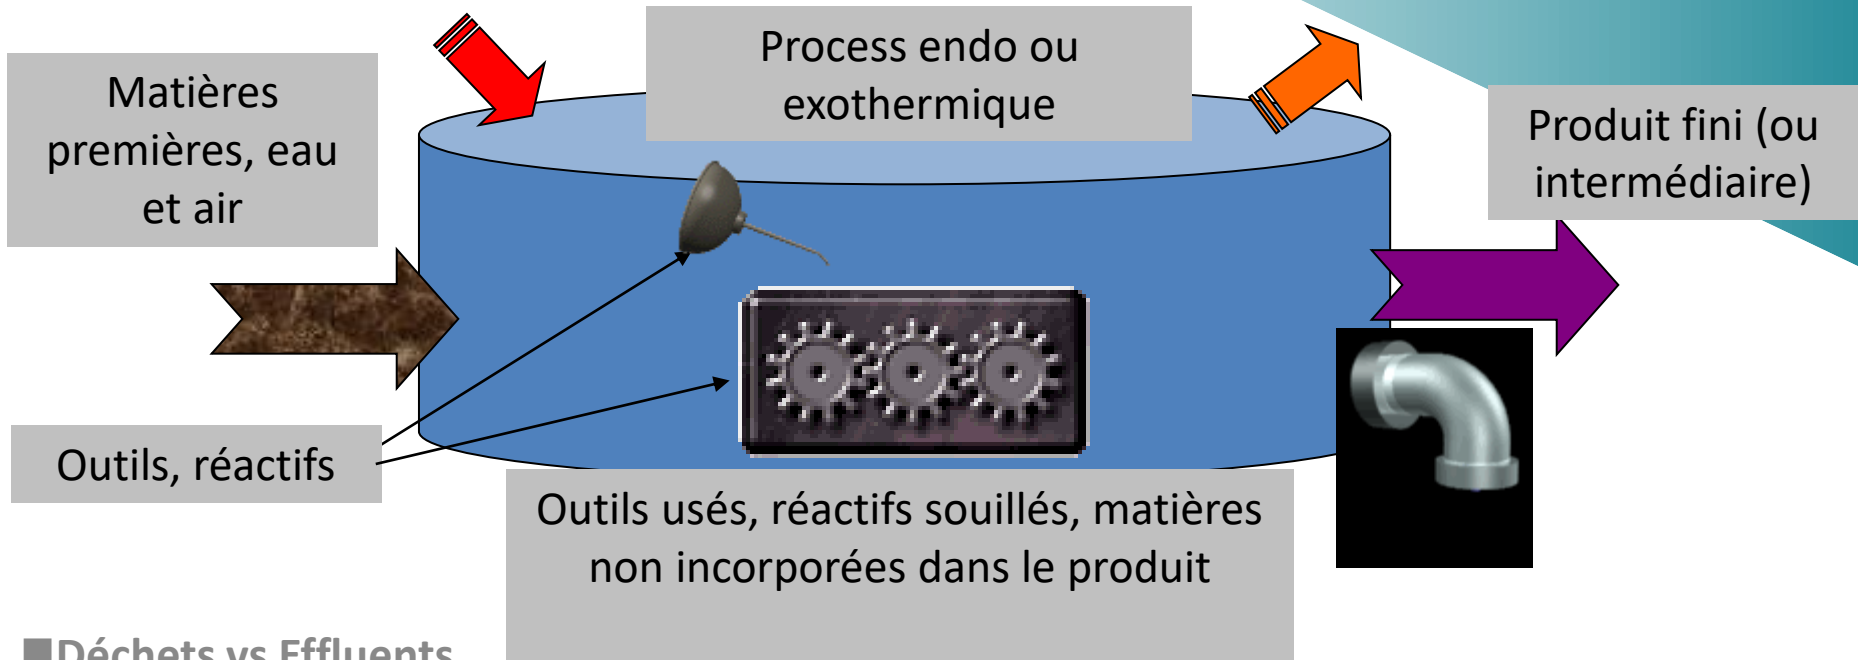 Process endo ou
exothermique
Matières
premières, eau
et air
Produit fini (ou
intermédiaire)
Outils, réactifs
Outils usés, réactifs souillés, matières
non incorporées dans le produit
■Déchets vs Effluents